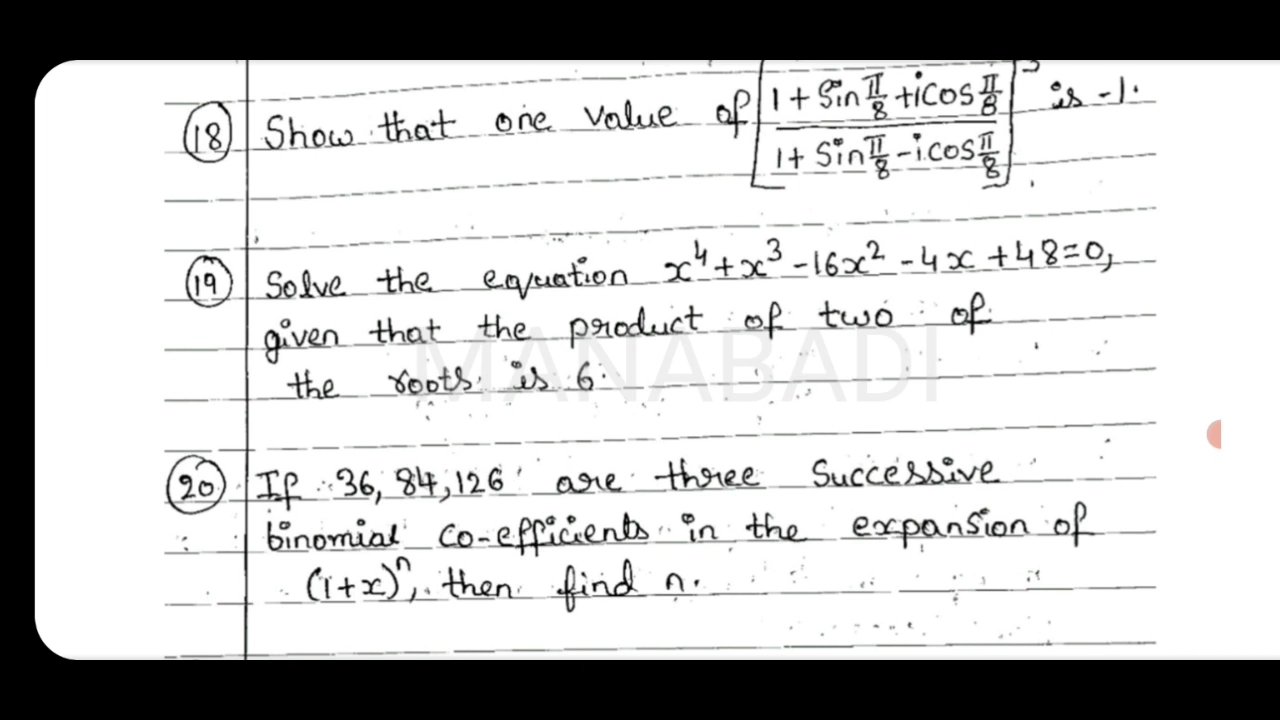 (18) Show that one value of [(1 + Sin π/8 + i cos π/8) / (1 + Sin π/8 - i cos π/8)] is -1.
(19) Solve the equation x⁴ + x³ - 16x² - 4x + 48 = 0,
given that the product of two of
the roots is 6.
MANABADI
(20) If 36, 84, 126 are three Successive
binomial co-efficients in the expansion of
(1+x)ⁿ, then find n.